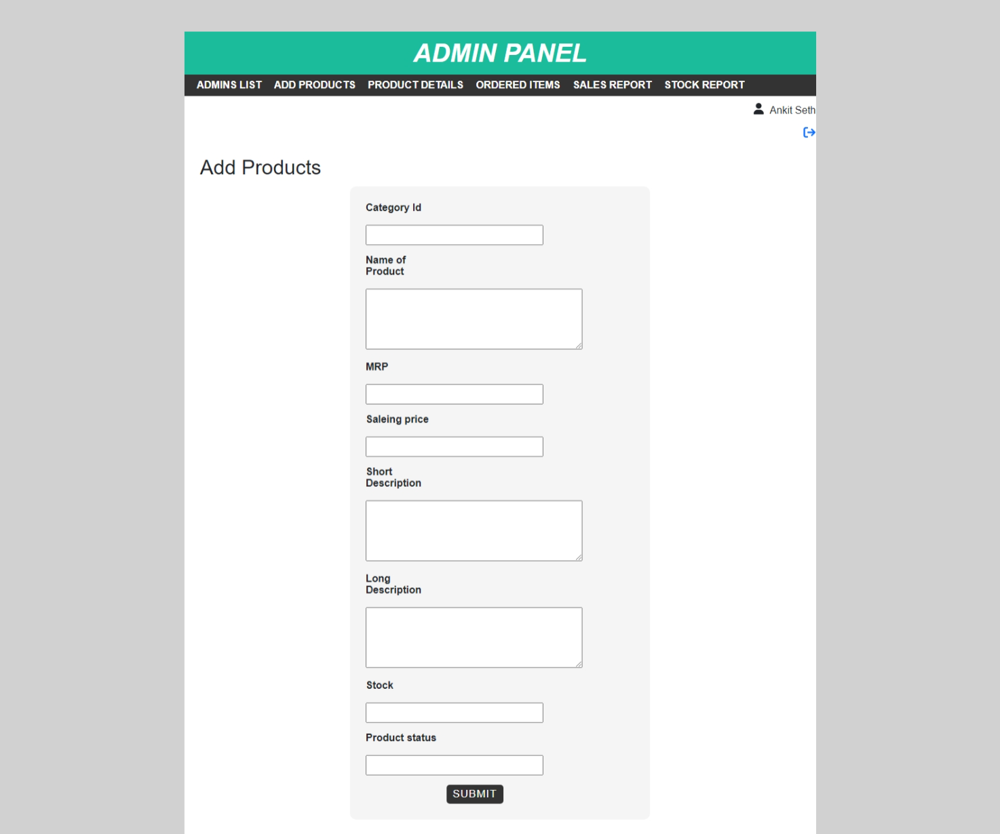 ADMIN PANEL
ADMINS LIST ADD PRODUCTS PRODUCT DETAILS ORDERED ITEMS SALES REPORT STOCK REPORT
Ankit Seth
Add Products
Category Id
Name of
Product
MRP
Saleing price
Short
Description
Long
Description
Stock
Product status
SUBMIT